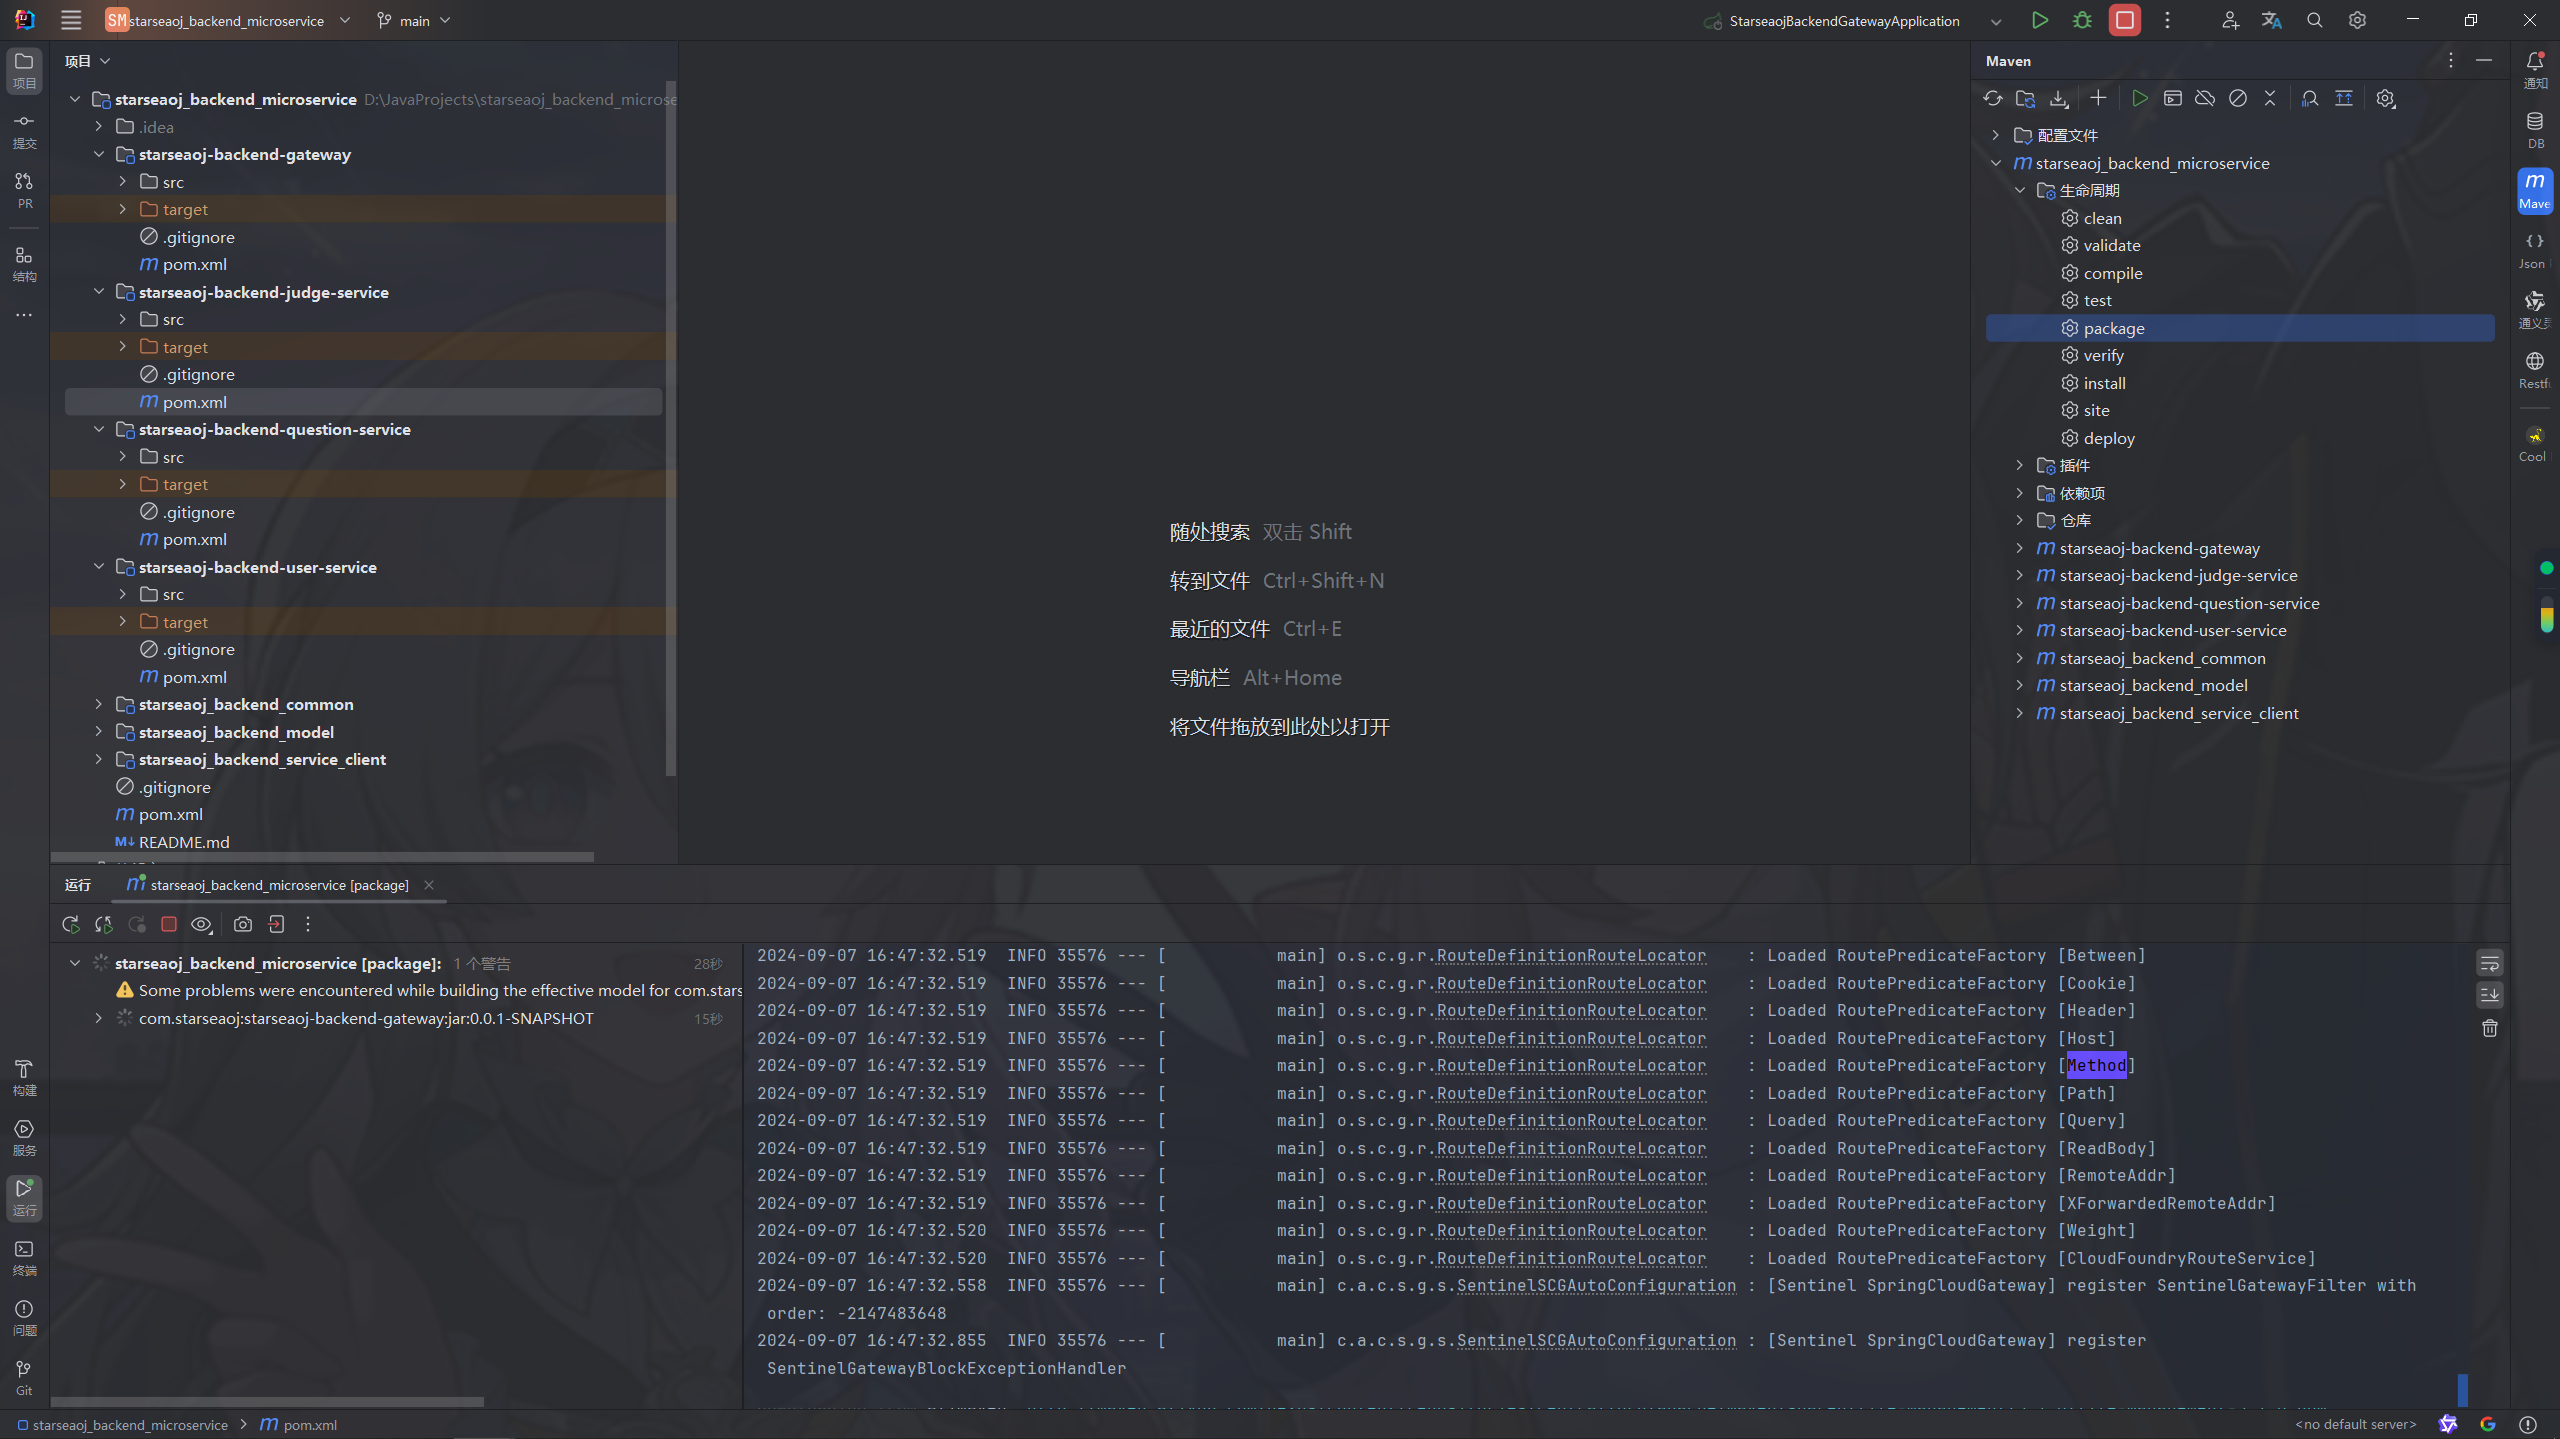 SM starseaoj_backend_microservice main StarseaojBackendGatewayApplication
项目
项目
提交
PR
结构
starseaoj_backend_microservice D:\JavaProjects\starseaoj_backend_microse
.idea
starseaoj-backend-gateway
src
target
.gitignore
pom.xml
starseaoj-backend-judge-service
src
target
.gitignore
pom.xml
starseaoj-backend-question-service
src
target
.gitignore
pom.xml
starseaoj-backend-user-service
src
target
.gitignore
pom.xml
starseaoj_backend_common
starseaoj_backend_model
starseaoj_backend_service_client
.gitignore
pom.xml
README.md
随处搜索 双击 Shift
转到文件 Ctrl+Shift+N
最近的文件 Ctrl+E
导航栏 Alt+Home
将文件拖放到此处以打开
Maven
配置文件
starseaoj_backend_microservice
生命周期
clean
validate
compile
test
package
verify
install
site
deploy
插件
依赖项
仓库
starseaoj-backend-gateway
starseaoj-backend-judge-service
starseaoj-backend-question-service
starseaoj-backend-user-service
starseaoj_backend_common
starseaoj_backend_model
starseaoj_backend_service_client
通知
DB
Mave
Json
通义灵
Restfu
Cool
运行 starseaoj_backend_microservice [package]
starseaoj_backend_microservice [package]: 1 个警告 28秒
Some problems were encountered while building the effective model for com.stars
com.starseaoj:starseaoj-backend-gateway:jar:0.0.1-SNAPSHOT 15秒
2024-09-07 16:47:32.519 INFO 35576 --- [ main] o.s.c.g.r.RouteDefinitionRouteLocator : Loaded RoutePredicateFactory [Between]
2024-09-07 16:47:32.519 INFO 35576 --- [ main] o.s.c.g.r.RouteDefinitionRouteLocator : Loaded RoutePredicateFactory [Cookie]
2024-09-07 16:47:32.519 INFO 35576 --- [ main] o.s.c.g.r.RouteDefinitionRouteLocator : Loaded RoutePredicateFactory [Header]
2024-09-07 16:47:32.519 INFO 35576 --- [ main] o.s.c.g.r.RouteDefinitionRouteLocator : Loaded RoutePredicateFactory [Host]
2024-09-07 16:47:32.519 INFO 35576 --- [ main] o.s.c.g.r.RouteDefinitionRouteLocator : Loaded RoutePredicateFactory [Method]
2024-09-07 16:47:32.519 INFO 35576 --- [ main] o.s.c.g.r.RouteDefinitionRouteLocator : Loaded RoutePredicateFactory [Path]
2024-09-07 16:47:32.519 INFO 35576 --- [ main] o.s.c.g.r.RouteDefinitionRouteLocator : Loaded RoutePredicateFactory [Query]
2024-09-07 16:47:32.519 INFO 35576 --- [ main] o.s.c.g.r.RouteDefinitionRouteLocator : Loaded RoutePredicateFactory [ReadBody]
2024-09-07 16:47:32.519 INFO 35576 --- [ main] o.s.c.g.r.RouteDefinitionRouteLocator : Loaded RoutePredicateFactory [RemoteAddr]
2024-09-07 16:47:32.519 INFO 35576 --- [ main] o.s.c.g.r.RouteDefinitionRouteLocator : Loaded RoutePredicateFactory [XForwardedRemoteAddr]
2024-09-07 16:47:32.520 INFO 35576 --- [ main] o.s.c.g.r.RouteDefinitionRouteLocator : Loaded RoutePredicateFactory [Weight]
2024-09-07 16:47:32.520 INFO 35576 --- [ main] o.s.c.g.r.RouteDefinitionRouteLocator : Loaded RoutePredicateFactory [CloudFoundryRouteService]
2024-09-07 16:47:32.558 INFO 35576 --- [ main] c.a.c.s.g.s.SentinelSCGAutoConfiguration : [Sentinel SpringCloudGateway] register SentinelGatewayFilter with
order: -2147483648
2024-09-07 16:47:32.855 INFO 35576 --- [ main] c.a.c.s.g.s.SentinelSCGAutoConfiguration : [Sentinel SpringCloudGateway] register
SentinelGatewayBlockExceptionHandler
构建
服务
运行
终端
问题
Git
starseaoj_backend_microservice pom.xml
<no default server>